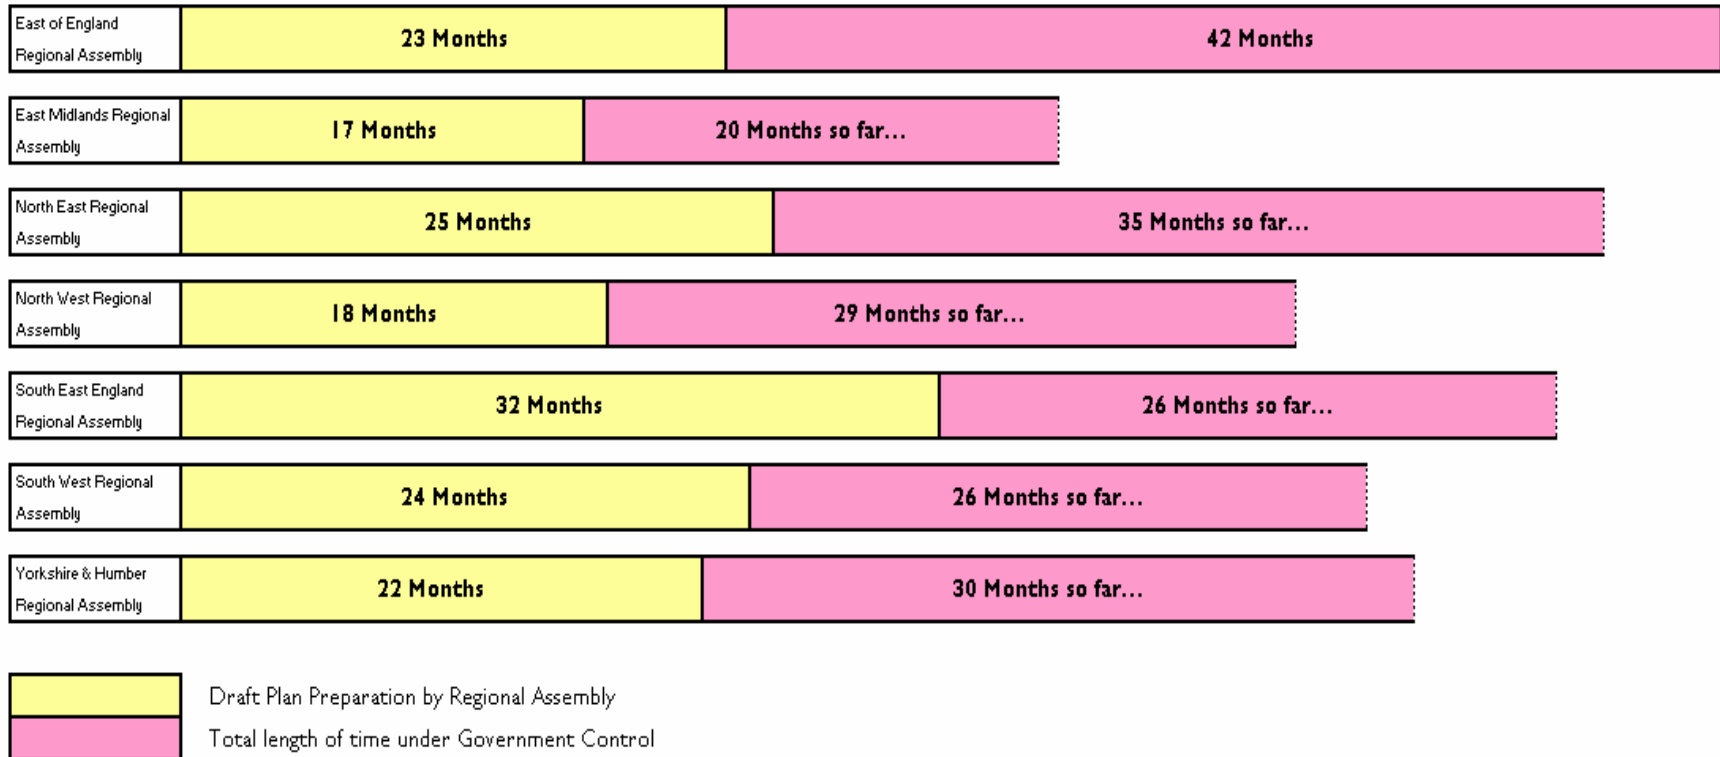 East of England
Regional Assembly
23 Months
42 Months
East Midlands Regional
Assembly
17 Months
20 Months so far...
North East Regional
Assembly
25 Months
35 Months so far...
North West Regional
Assembly
18 Months
29 Months so far...
South East England
Regional Assembly
32 Months
26 Months so far...
South West Regional
Assembly
24 Months
26 Months so far...
Yorkshire & Humber
Regional Assembly
22 Months
30 Months so far...
Draft Plan Preparation by Regional Assembly
Total length of time under Government Control